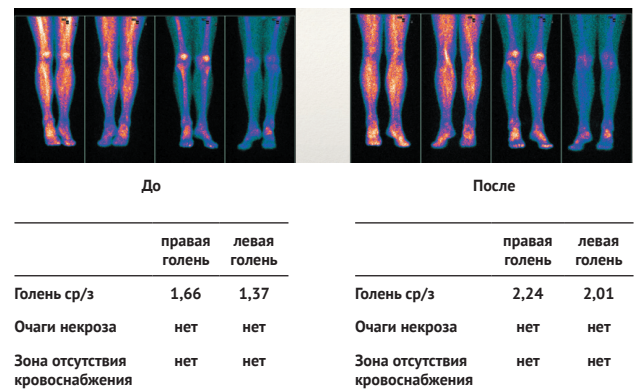 До
правая левая
голень голень
Голень ср/з 1,66 1,37
Очаги некроза нет нет
Зона отсутствия нет нет
кровоснабжения
После
правая левая
голень голень
Голень ср/з 2,24 2,01
Очаги некроза нет нет
Зона отсутствия нет нет
кровоснабжения